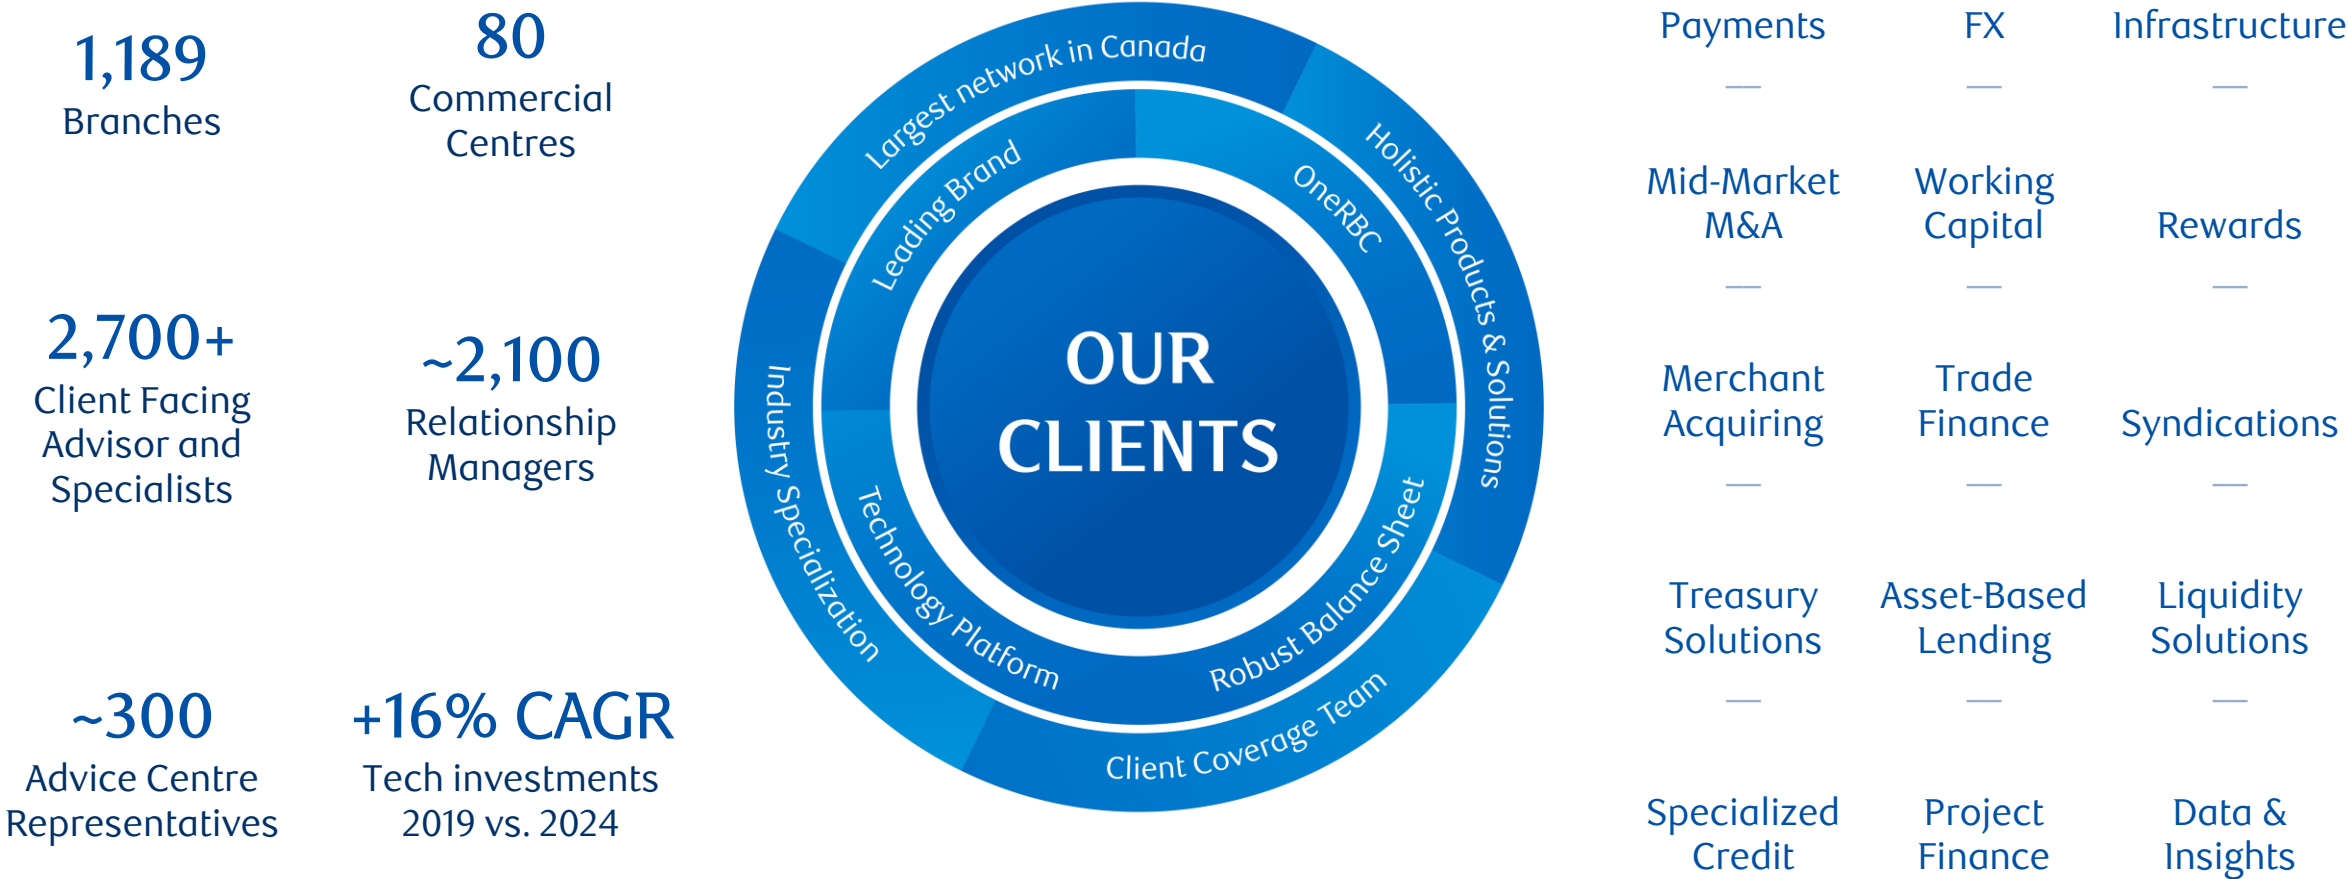 1,189
Branches
80
Commercial
Centres
2,700+
Client Facing
Advisor and
Specialists
~2,100
Relationship
Managers
~300
Advice Centre
Representatives
+16% CAGR
Tech investments
2019 vs. 2024
Largest network in Canada
Holistic Products & Solutions
Client Coverage Team
Industry Specialization
Leading Brand
OneRBC
Robust Balance Sheet
Technology Platform
OUR
CLIENTS
Payments
FX
Infrastructure
Mid-Market
M&A
Working
Capital
Rewards
Merchant
Acquiring
Trade
Finance
Syndications
Treasury
Solutions
Asset-Based
Lending
Liquidity
Solutions
Specialized
Credit
Project
Finance
Data &
Insights